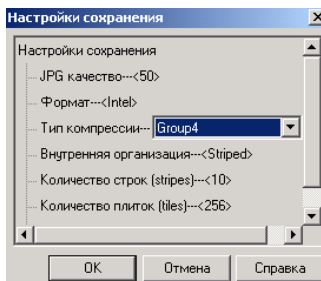 Настройки сохранения
Настройки сохранения
JPG качество---<50>
Формат---<Intel>
Тип компрессии--- Group4
Внутренняя организация---<Striped>
Количество строк (stripes)---<10>
Количество плиток (tiles)---<256>
OK Отмена Справка